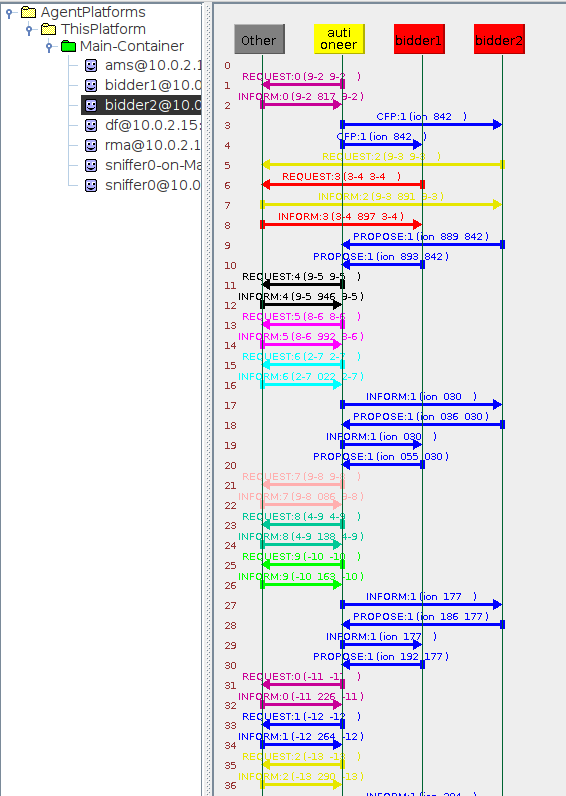 AgentPlatforms
ThisPlatform
Main-Container
ams@10.0.2.1
bidder1@10.0
bidder2@10.0
df@10.0.2.15:
rma@10.0.2.1
sniffer0-on-Ma
sniffer0@10.0
Other
auti
oneer
bidder1
bidder2
0
1 REQUEST:0 (9-2 9-2 )
2 INFORM:0 (9-2 817 9-2)
3 CFP:1 (ion 842 )
4 CFP:1 (ion 842 )
5 REQUEST:2 (9-3 9-3 )
6 REQUEST:3 (3-4 3-4 )
7 INFORM:2 (9-3 891 9-3)
8 INFORM:3 (3-4 897 3-4)
9 PROPOSE:1 (ion 889 842)
10 PROPOSE:1 (ion 893 842)
11 REQUEST:4 (9-5 9-5 )
12 INFORM:4 (9-5 946 9-5)
13 REQUEST:5 (8-6 8-6 )
14 INFORM:5 (8-6 992 8-6)
15 REQUEST:6 (2-7 2-7 )
16 INFORM:6 (2-7 022 2-7)
17 INFORM:1 (ion 030 )
18 PROPOSE:1 (ion 036 030)
19 INFORM:1 (ion 030 )
20 PROPOSE:1 (ion 055 030)
21 REQUEST:7 (9-8 9-8 )
22 INFORM:7 (9-8 086 9-8)
23 REQUEST:8 (4-9 4-9 )
24 INFORM:8 (4-9 138 4-9)
25 REQUEST:9 (-10 -10 )
26 INFORM:9 (-10 163 -10)
27 INFORM:1 (ion 177 )
28 PROPOSE:1 (ion 186 177)
29 INFORM:1 (ion 177 )
30 PROPOSE:1 (ion 192 177)
31 REQUEST:0 (-11 -11 )
32 INFORM:0 (-11 226 -11)
33 REQUEST:1 (-12 -12 )
34 INFORM:1 (-12 264 -12)
35 REQUEST:2 (-13 -13 )
36 INFORM:2 (-13 290 -13)